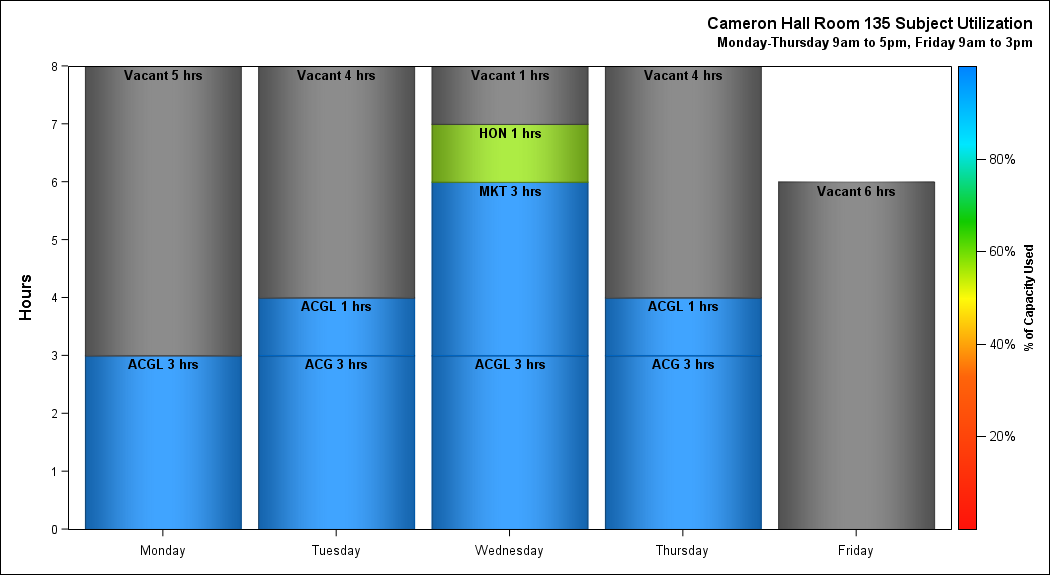 Cameron Hall Room 135 Subject Utilization
Monday-Thursday 9am to 5pm, Friday 9am to 3pm
8
7
6
5
4
3
2
1
0
Hours
Vacant 5 hrs
ACGL 3 hrs
Vacant 4 hrs
ACGL 1 hrs
ACG 3 hrs
Vacant 1 hrs
HON 1 hrs
MKT 3 hrs
ACGL 3 hrs
Vacant 4 hrs
ACGL 1 hrs
ACG 3 hrs
Vacant 6 hrs
Monday
Tuesday
Wednesday
Thursday
Friday
80%
60%
40%
20%
% of Capacity Used